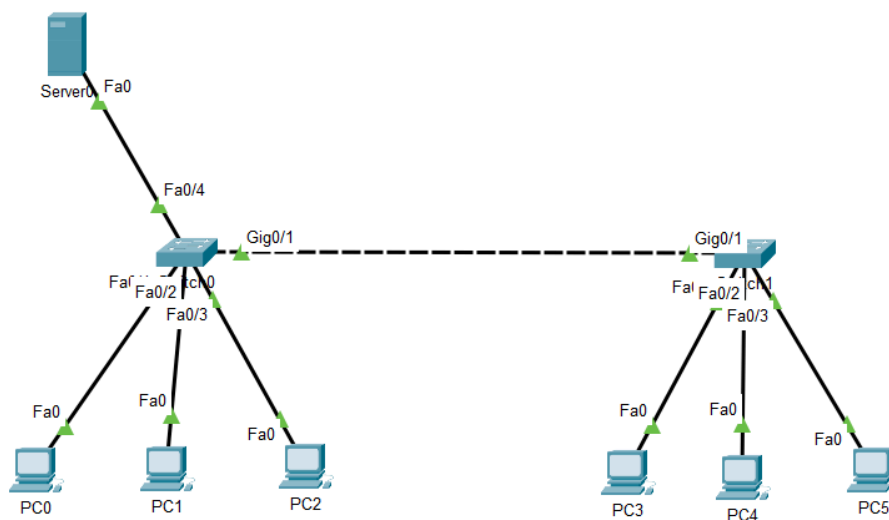 Fa0
Server0
Fa0/4
Gig0/1
Gig0/1
Fa0/2
Fa0/3
Fa0/2
Fa0/3
Fa0
Fa0
Fa0
Fa0
Fa0
Fa0
PC0
PC1
PC2
PC3
PC4
PC5